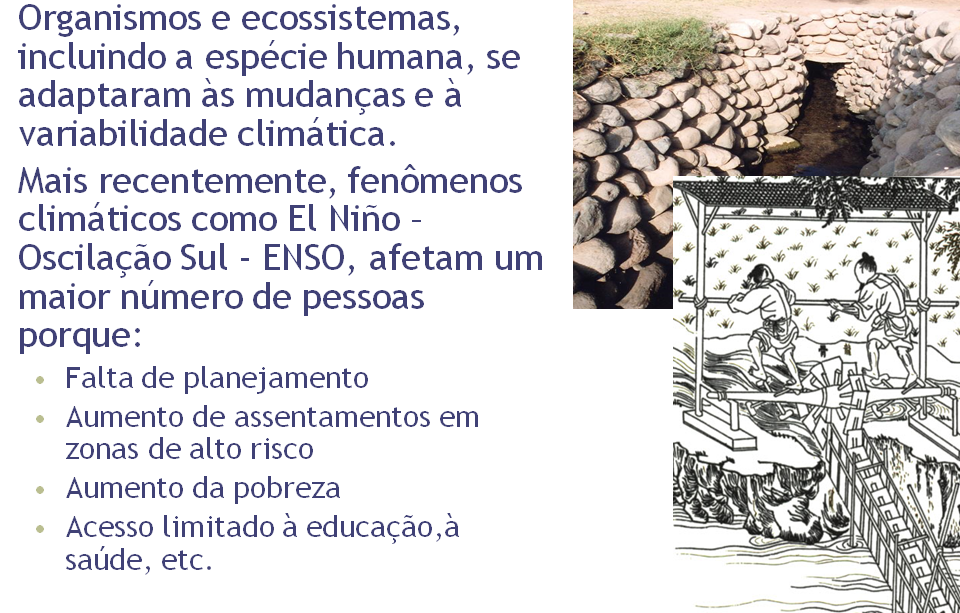 Organismos e ecossistemas,
incluindo a espécie humana, se
adaptaram às mudanças e à
variabilidade climática.
Mais recentemente, fenômenos
climáticos como El Niño –
Oscilação Sul - ENSO, afetam um
maior número de pessoas
porque:
• Falta de planejamento
• Aumento de assentamentos em
zonas de alto risco
• Aumento da pobreza
• Acesso limitado à educação,à
saúde, etc.